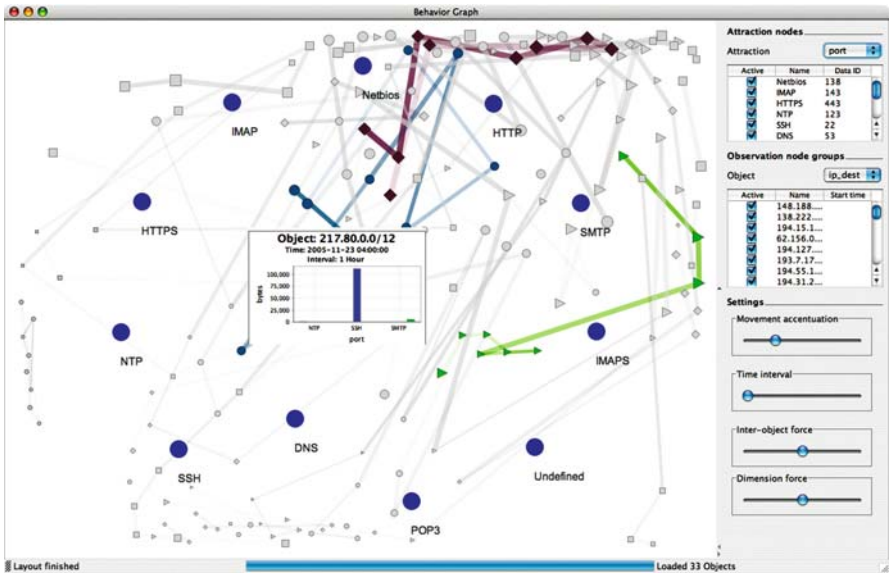 Behavior Graph
Netbios
IMAP
HTTP
HTTPS
SMTP
NTP
IMAPS
DNS
SSH
Undefined
POP3
Object: 217.80.0.0/12
Time: 2005-11-23 04:00:00
Interval: 1 Hour
bytes
100,000
75,000
50,000
25,000
0
NTP SSH SMTP
port
Attraction nodes
Attraction port
Active Name Data ID
Netbios 138
IMAP 143
HTTPS 443
NTP 123
SSH 22
DNS 53
Observation node groups
Object ip_dest
Active Name Start time
148.188....
138.222....
194.15.1...
62.156.0...
194.127....
193.7.17...
194.55.1...
194.31.2...
Settings
Movement accentuation
Time interval
Inter-object force
Dimension force
Layout finished
Loaded 33 Objects